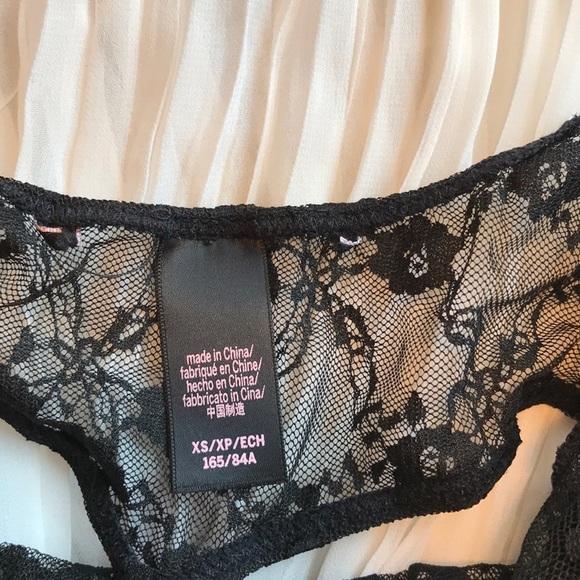 made in China/
fabriqué en Chine/
hecho en China/
fabbricato in Cina/
中国制造
XS/XP/ECH
165/84A